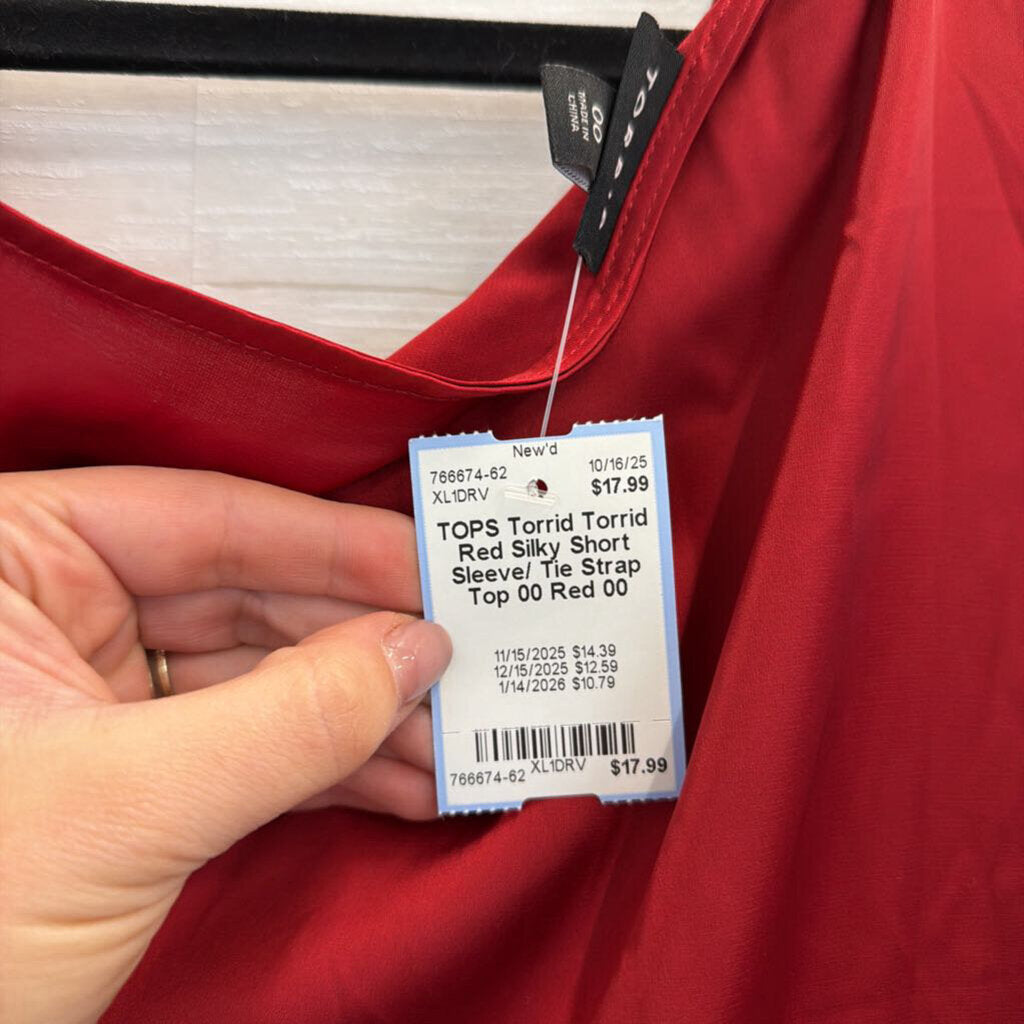 TORRID
00
MADE IN
CHINA
New'd
766674-62 10/16/25
XL1DRV $17.99
TOPS Torrid Torrid
Red Silky Short
Sleeve/ Tie Strap
Top 00 Red 00
11/15/2025 $14.39
12/15/2025 $12.59
1/14/2026 $10.79
766674-62 XL1DRV $17.99